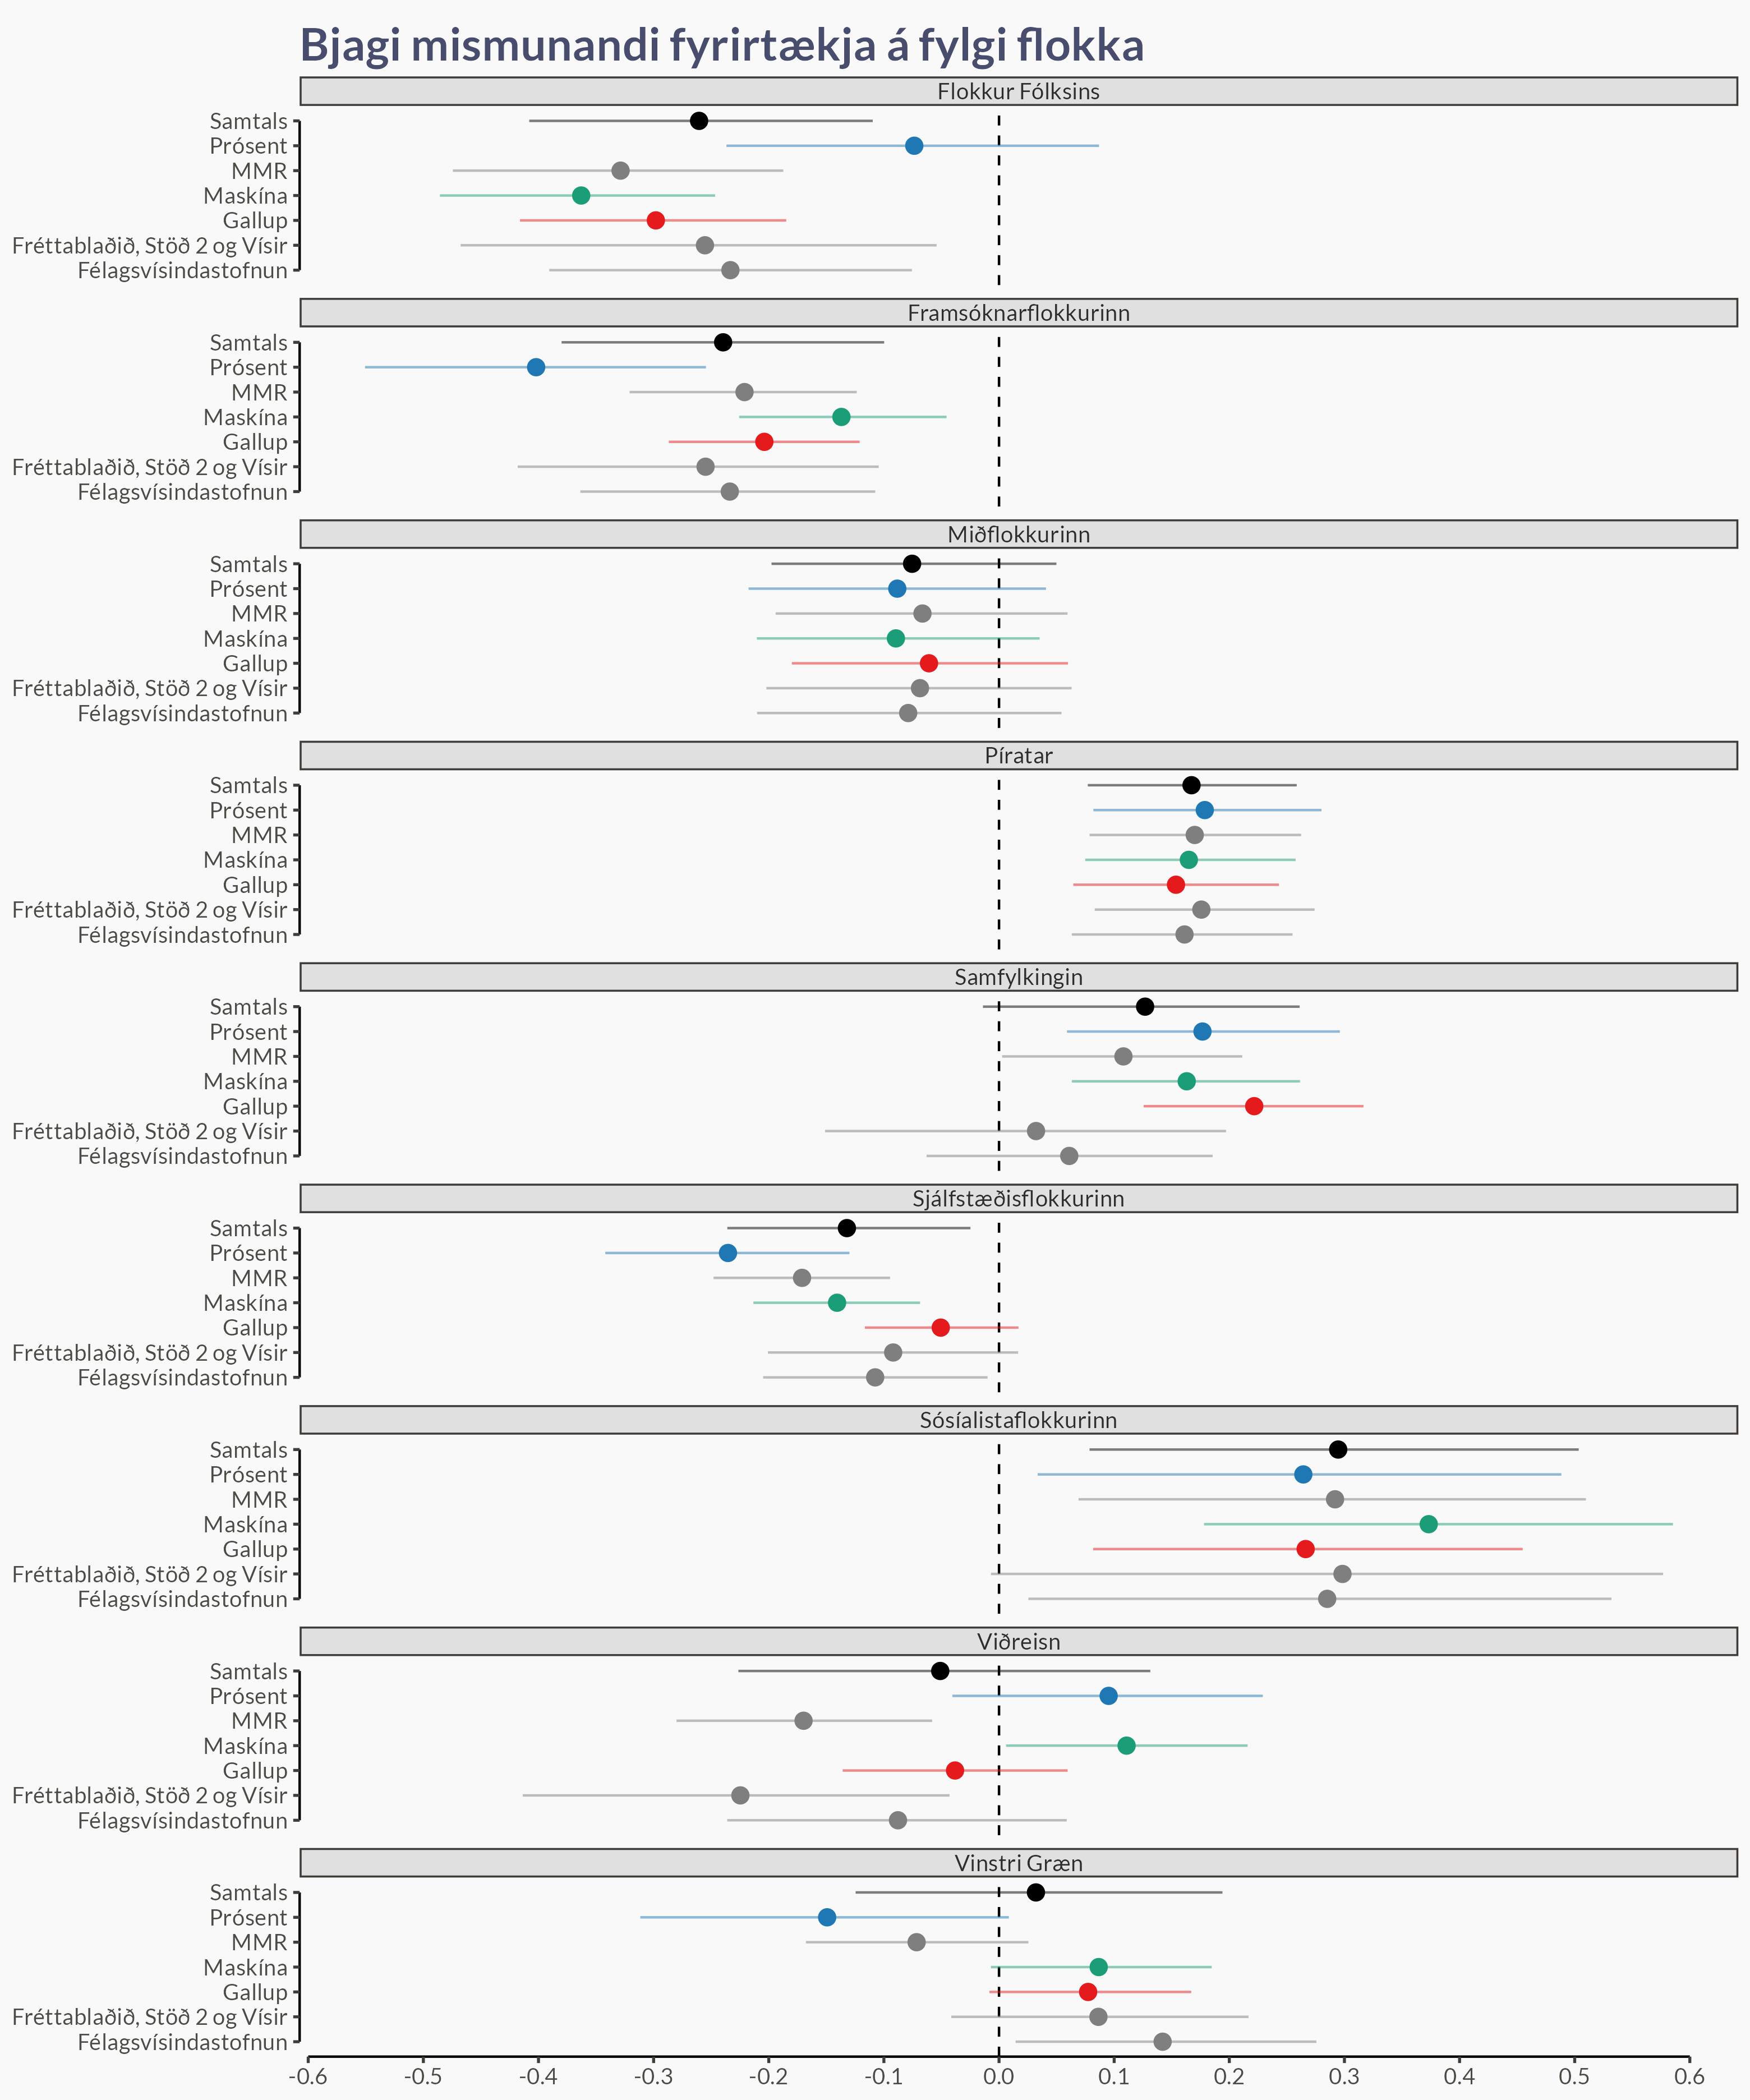 Bjagi mismunandi fyrirtækja á fylgi flokka
Flokkur Fólksins
Samtals
Prósent
MMR
Maskína
Gallup
Fréttablaðið, Stöð 2 og Vísir
Félagsvísindastofnun
Framsóknarflokkurinn
Samtals
Prósent
MMR
Maskína
Gallup
Fréttablaðið, Stöð 2 og Vísir
Félagsvísindastofnun
Miðflokkurinn
Samtals
Prósent
MMR
Maskína
Gallup
Fréttablaðið, Stöð 2 og Vísir
Félagsvísindastofnun
Píratar
Samtals
Prósent
MMR
Maskína
Gallup
Fréttablaðið, Stöð 2 og Vísir
Félagsvísindastofnun
Samfylkingin
Samtals
Prósent
MMR
Maskína
Gallup
Fréttablaðið, Stöð 2 og Vísir
Félagsvísindastofnun
Sjálfstæðisflokkurinn
Samtals
Prósent
MMR
Maskína
Gallup
Fréttablaðið, Stöð 2 og Vísir
Félagsvísindastofnun
Sósíalistaflokkurinn
Samtals
Prósent
MMR
Maskína
Gallup
Fréttablaðið, Stöð 2 og Vísir
Félagsvísindastofnun
Viðreisn
Samtals
Prósent
MMR
Maskína
Gallup
Fréttablaðið, Stöð 2 og Vísir
Félagsvísindastofnun
Vinstri Græn
Samtals
Prósent
MMR
Maskína
Gallup
Fréttablaðið, Stöð 2 og Vísir
Félagsvísindastofnun
-0.6 -0.5 -0.4 -0.3 -0.2 -0.1 0.0 0.1 0.2 0.3 0.4 0.5 0.6